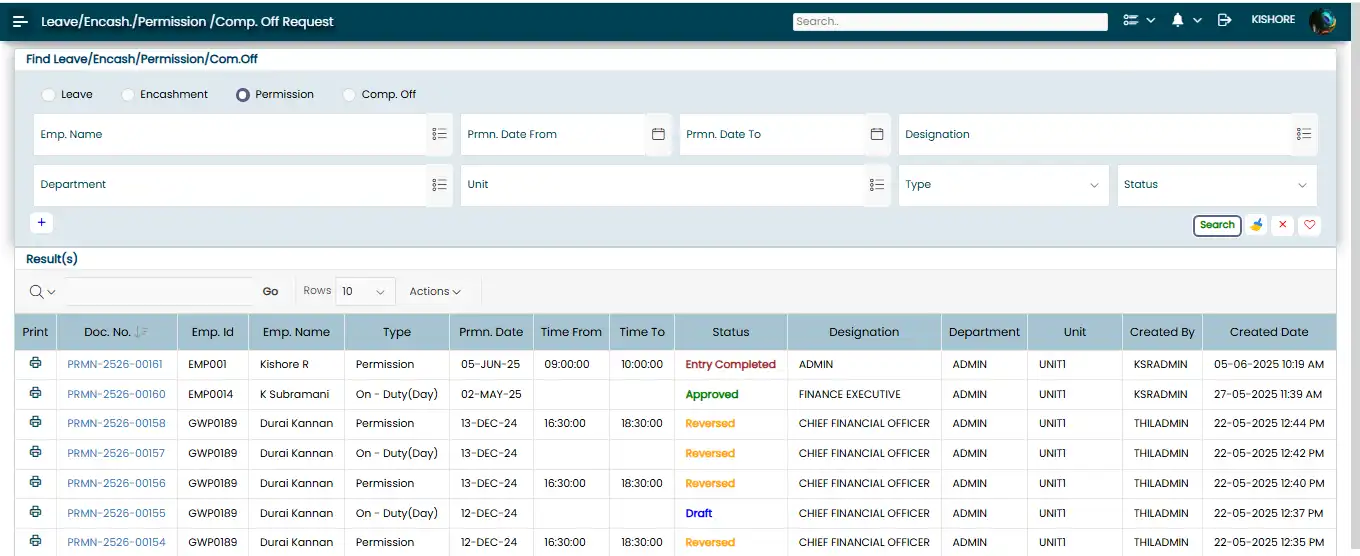 Leave/Encash./Permission /Comp. Off Request Search.. KISHORE
Find Leave/Encash/Permission/Com.Off
Leave Encashment Permission Comp. Off
Emp. Name Prmn. Date From Prmn. Date To Designation
Department Unit Type Status
+ Search
Result(s)
Go Rows 10 Actions
Print Doc. No. Emp. Id Emp. Name Type Prmn. Date Time From Time To Status Designation Department Unit Created By Created Date
PRMN-2526-00161 EMP001 Kishore R Permission 05-JUN-25 09:00:00 10:00:00 Entry Completed ADMIN ADMIN UNIT1 KSRADMIN 05-06-2025 10:19 AM
PRMN-2526-00160 EMP0014 K Subramani On - Duty(Day) 02-MAY-25 Approved FINANCE EXECUTIVE ADMIN UNIT1 KSRADMIN 27-05-2025 11:39 AM
PRMN-2526-00158 GWP0189 Durai Kannan Permission 13-DEC-24 16:30:00 18:30:00 Reversed CHIEF FINANCIAL OFFICER ADMIN UNIT1 THILADMIN 22-05-2025 12:44 PM
PRMN-2526-00157 GWP0189 Durai Kannan On - Duty(Day) 13-DEC-24 Reversed CHIEF FINANCIAL OFFICER ADMIN UNIT1 THILADMIN 22-05-2025 12:42 PM
PRMN-2526-00156 GWP0189 Durai Kannan Permission 13-DEC-24 16:30:00 18:30:00 Reversed CHIEF FINANCIAL OFFICER ADMIN UNIT1 THILADMIN 22-05-2025 12:40 PM
PRMN-2526-00155 GWP0189 Durai Kannan On - Duty(Day) 12-DEC-24 Draft CHIEF FINANCIAL OFFICER ADMIN UNIT1 THILADMIN 22-05-2025 12:37 PM
PRMN-2526-00154 GWP0189 Durai Kannan Permission 12-DEC-24 16:30:00 18:30:00 Reversed CHIEF FINANCIAL OFFICER ADMIN UNIT1 THILADMIN 22-05-2025 12:35 PM